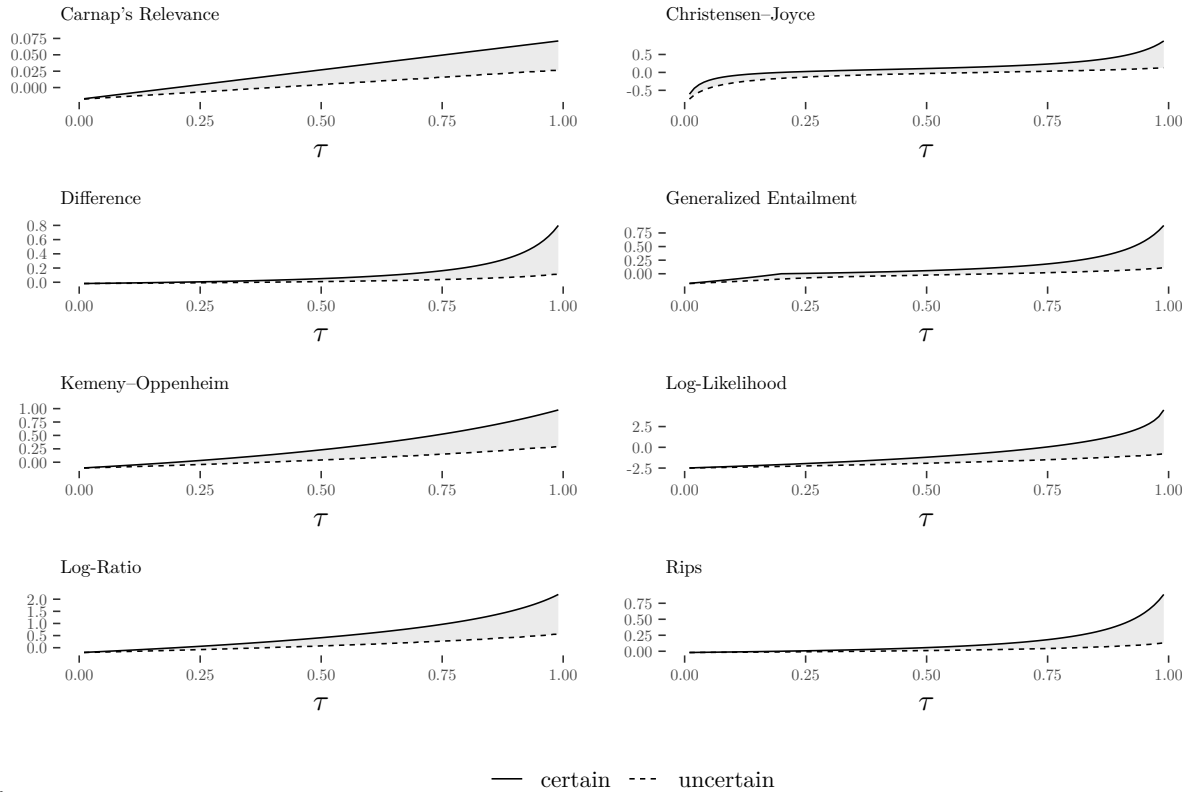 Carnap's Relevance
0.075
0.050
0.025
0.000
0.00 0.25 0.50 0.75 1.00
τ
Christensen–Joyce
0.5
0.0
-0.5
0.00 0.25 0.50 0.75 1.00
τ
Difference
0.8
0.6
0.4
0.2
0.0
0.00 0.25 0.50 0.75 1.00
τ
Generalized Entailment
0.75
0.50
0.25
0.00
0.00 0.25 0.50 0.75 1.00
τ
Kemeny–Oppenheim
1.00
0.75
0.50
0.25
0.00
0.00 0.25 0.50 0.75 1.00
τ
Log-Likelihood
2.5
0.0
-2.5
0.00 0.25 0.50 0.75 1.00
τ
Log-Ratio
2.0
1.5
1.0
0.5
0.0
0.00 0.25 0.50 0.75 1.00
τ
Rips
0.75
0.50
0.25
0.00
0.00 0.25 0.50 0.75 1.00
τ
certain uncertain